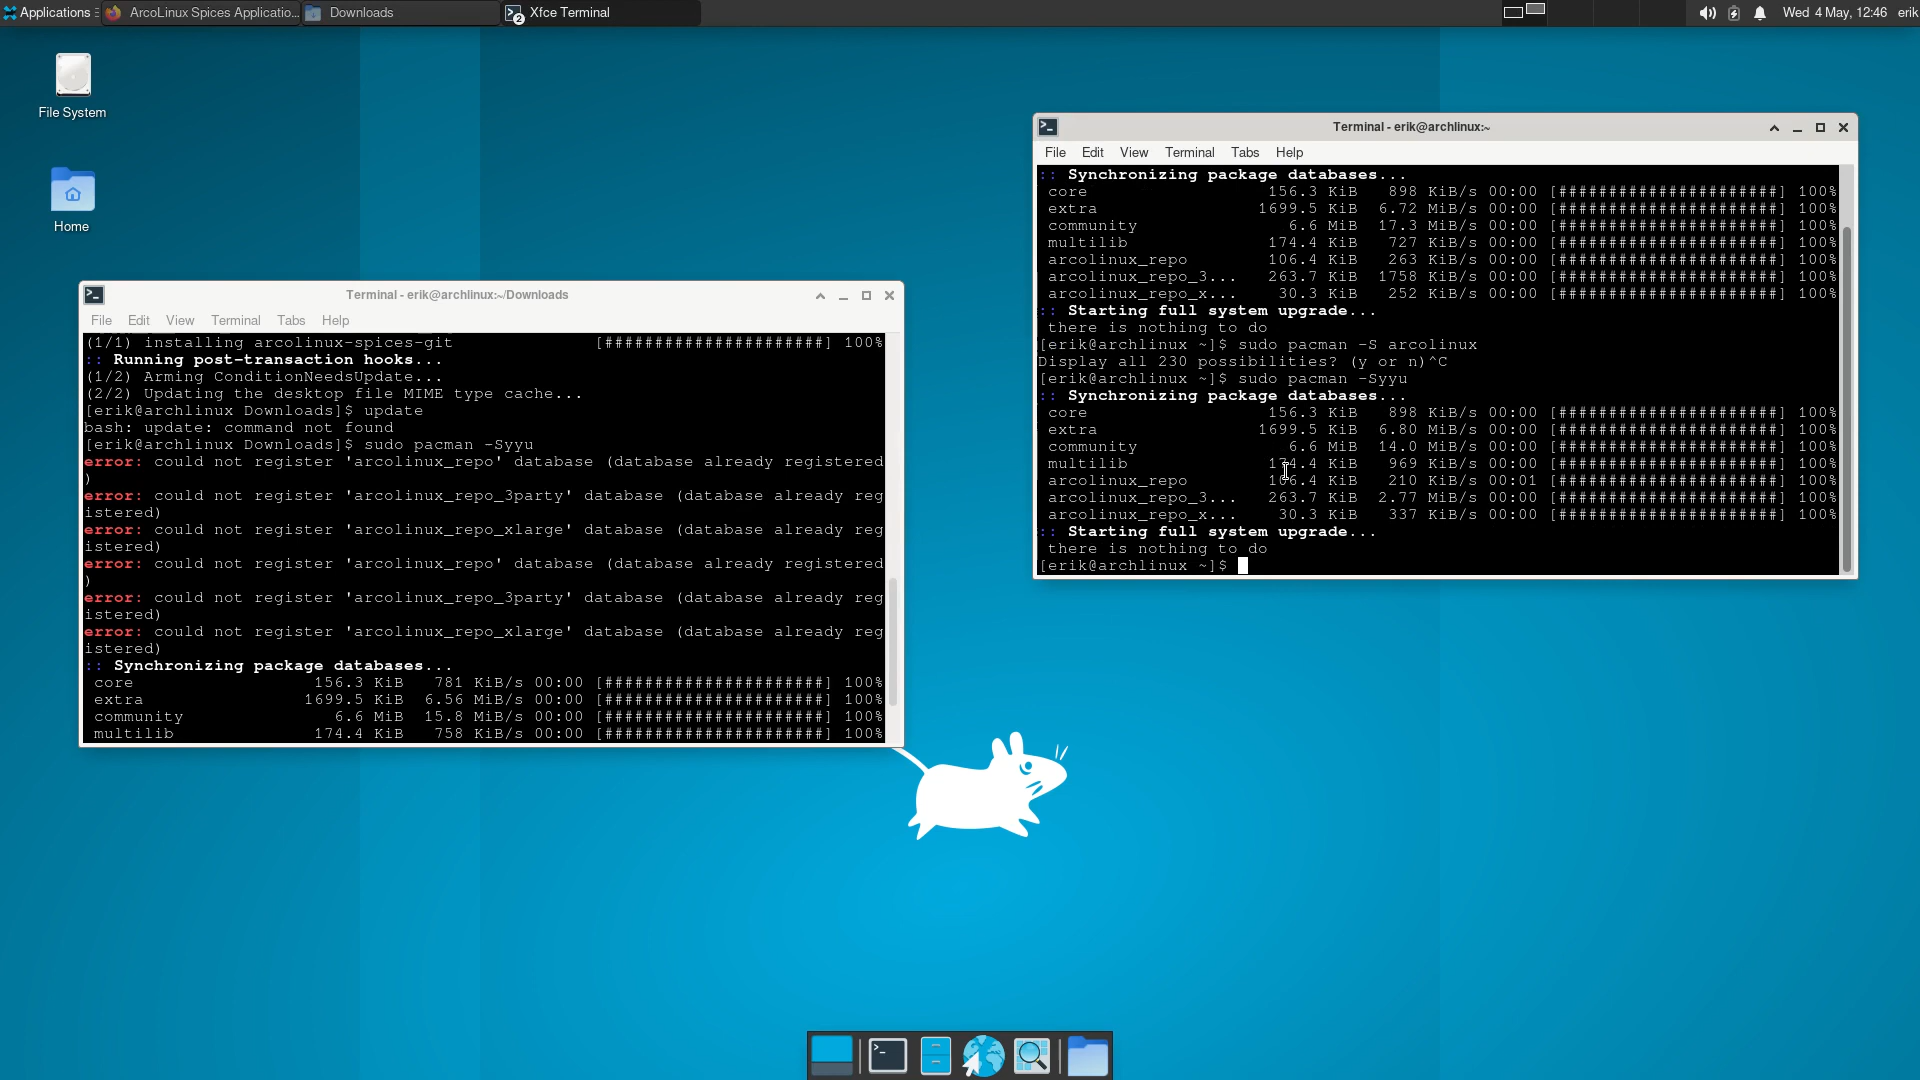 Applications
ArcoLinux Spices Applicatio...
Downloads
2
Xfce Terminal
Wed 4 May, 12:46
erik
File System
Home
Terminal - erik@archlinux:~/Downloads
File Edit View Terminal Tabs Help
(1/1) installing arcolinux-spices-git [######################] 100%
:: Running post-transaction hooks...
(1/2) Arming ConditionNeedsUpdate...
(2/2) Updating the desktop file MIME type cache...
[erik@archlinux Downloads]$ update
bash: update: command not found
[erik@archlinux Downloads]$ sudo pacman -Syyu
error: could not register 'arcolinux_repo' database (database already registered
)
error: could not register 'arcolinux_repo_3party' database (database already reg
istered)
error: could not register 'arcolinux_repo_xlarge' database (database already reg
istered)
error: could not register 'arcolinux_repo' database (database already registered
)
error: could not register 'arcolinux_repo_3party' database (database already reg
istered)
error: could not register 'arcolinux_repo_xlarge' database (database already reg
istered)
:: Synchronizing package databases...
core 156.3 KiB 781 KiB/s 00:00 [######################] 100%
extra 1699.5 KiB 6.56 MiB/s 00:00 [######################] 100%
community 6.6 MiB 15.8 MiB/s 00:00 [######################] 100%
multilib 174.4 KiB 758 KiB/s 00:00 [######################] 100%
Terminal - erik@archlinux:~
File Edit View Terminal Tabs Help
:: Synchronizing package databases...
core 156.3 KiB 898 KiB/s 00:00 [######################] 100%
extra 1699.5 KiB 6.72 MiB/s 00:00 [######################] 100%
community 6.6 MiB 17.3 MiB/s 00:00 [######################] 100%
multilib 174.4 KiB 727 KiB/s 00:00 [######################] 100%
arcolinux_repo 106.4 KiB 263 KiB/s 00:00 [######################] 100%
arcolinux_repo_3... 263.7 KiB 1758 KiB/s 00:00 [######################] 100%
arcolinux_repo_x... 30.3 KiB 252 KiB/s 00:00 [######################] 100%
:: Starting full system upgrade...
there is nothing to do
[erik@archlinux ~]$ sudo pacman -S arcolinux
Display all 230 possibilities? (y or n)^C
[erik@archlinux ~]$ sudo pacman -Syyu
:: Synchronizing package databases...
core 156.3 KiB 898 KiB/s 00:00 [######################] 100%
extra 1699.5 KiB 6.80 MiB/s 00:00 [######################] 100%
community 6.6 MiB 14.0 MiB/s 00:00 [######################] 100%
multilib 174.4 KiB 969 KiB/s 00:00 [######################] 100%
arcolinux_repo 106.4 KiB 210 KiB/s 00:01 [######################] 100%
arcolinux_repo_3... 263.7 KiB 2.77 MiB/s 00:00 [######################] 100%
arcolinux_repo_x... 30.3 KiB 337 KiB/s 00:00 [######################] 100%
:: Starting full system upgrade...
there is nothing to do
[erik@archlinux ~]$